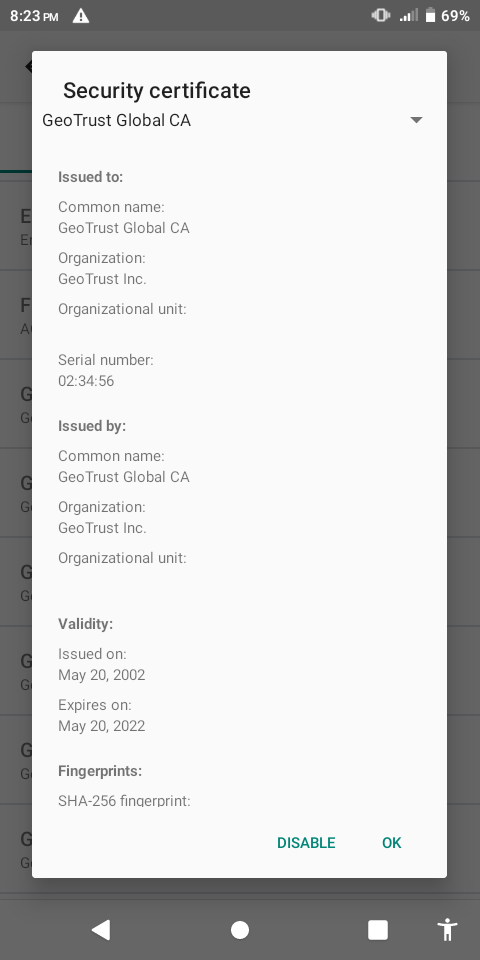 8:23 PM 69%
Security certificate
GeoTrust Global CA
Issued to:
Common name:
GeoTrust Global CA
Organization:
GeoTrust Inc.
Organizational unit:
Serial number:
02:34:56
Issued by:
Common name:
GeoTrust Global CA
Organization:
GeoTrust Inc.
Organizational unit:
Validity:
Issued on:
May 20, 2002
Expires on:
May 20, 2022
Fingerprints:
SHA-256 fingerprint:
DISABLE OK